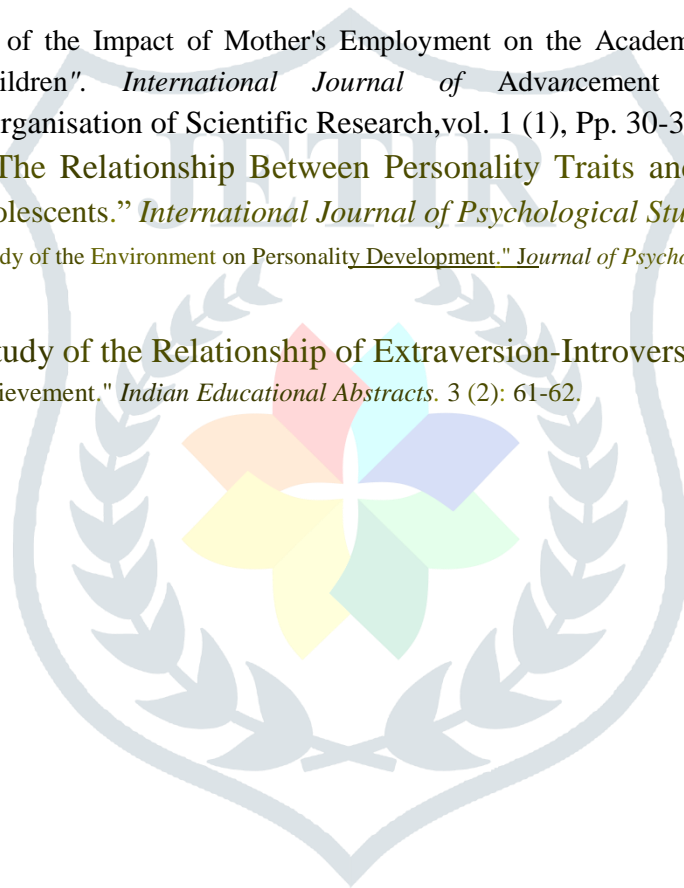 of the Impact of Mother's Employment on the Academ
ildren". International Journal of Advancement
rganisation of Scientific Research,vol. 1 (1), Pp. 30-3
The Relationship Between Personality Traits and
olescents.” International Journal of Psychological Stu
dy of the Environment on Personality Development." Journal of Psycho
tudy of the Relationship of Extraversion-Introvers
ievement." Indian Educational Abstracts. 3 (2): 61-62.
JETIR